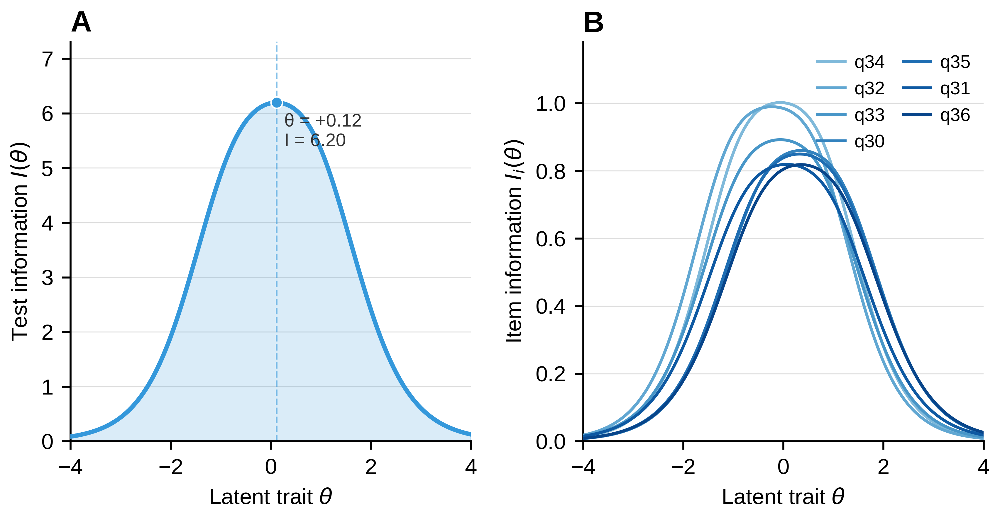 A
Test information I(θ)
7
6
5
4
3
2
1
0
θ = +0.12
I = 6.20
−4 −2 0 2 4
Latent trait θ
B
Item information Iᵢ(θ)
1.0
0.8
0.6
0.4
0.2
0.0
q34 q35
q32 q31
q33 q36
q30
−4 −2 0 2 4
Latent trait θ